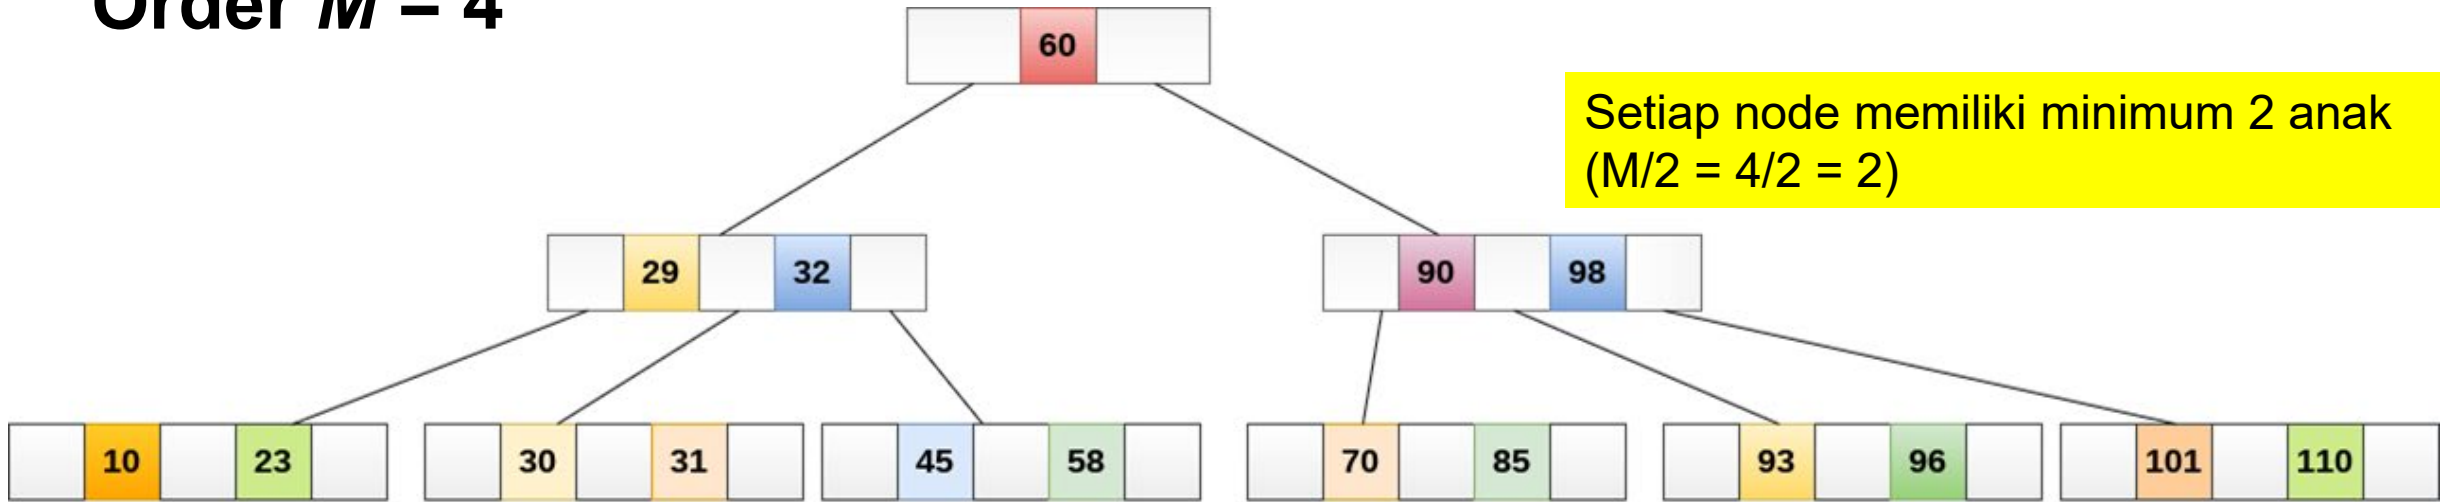 Order M = 4
60
Setiap node memiliki minimum 2 anak
(M/2 = 4/2 = 2)
29 32 90 98
10 23 30 31 45 58 70 85 93 96 101 110